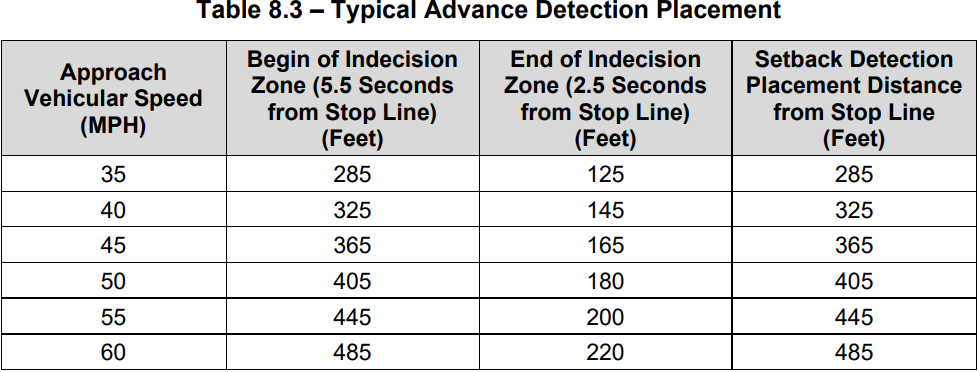 Table 8.3 – Typical Advance Detection Placement
Approach Vehicular Speed (MPH) Begin of Indecision Zone (5.5 Seconds from Stop Line) (Feet) End of Indecision Zone (2.5 Seconds from Stop Line) (Feet) Setback Detection Placement Distance from Stop Line (Feet)
35 285 125 285
40 325 145 325
45 365 165 365
50 405 180 405
55 445 200 445
60 485 220 485